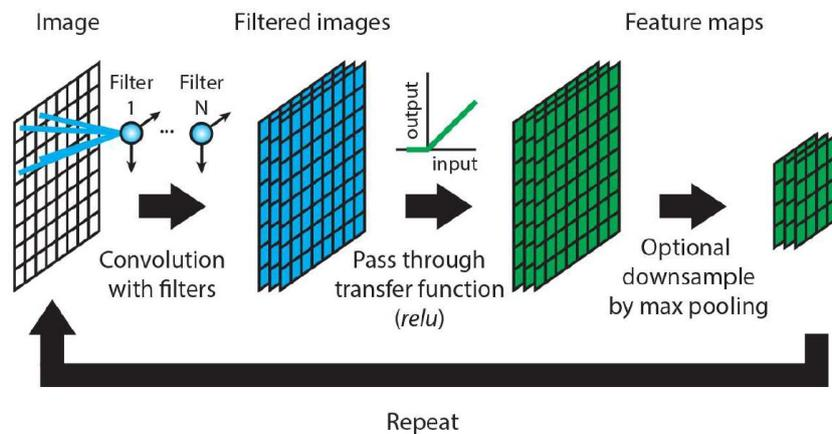 Image
Filtered images
Feature maps
Filter
1
...
Filter
N
output
input
Convolution
with filters
Pass through
transfer function
(relu)
Optional
downsample
by max pooling
Repeat